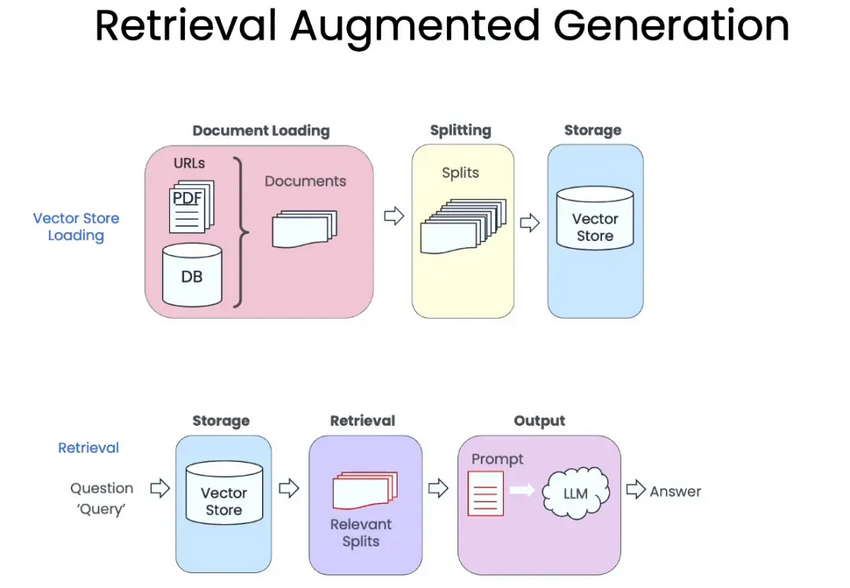 Retrieval Augmented Generation
Document Loading
Splitting
Storage
Vector Store
Loading
URLs
PDF
DB
Documents
Splits
Vector
Store
Storage
Retrieval
Output
Retrieval
Question
‘Query’
Vector
Store
Relevant
Splits
Prompt
LLM
Answer